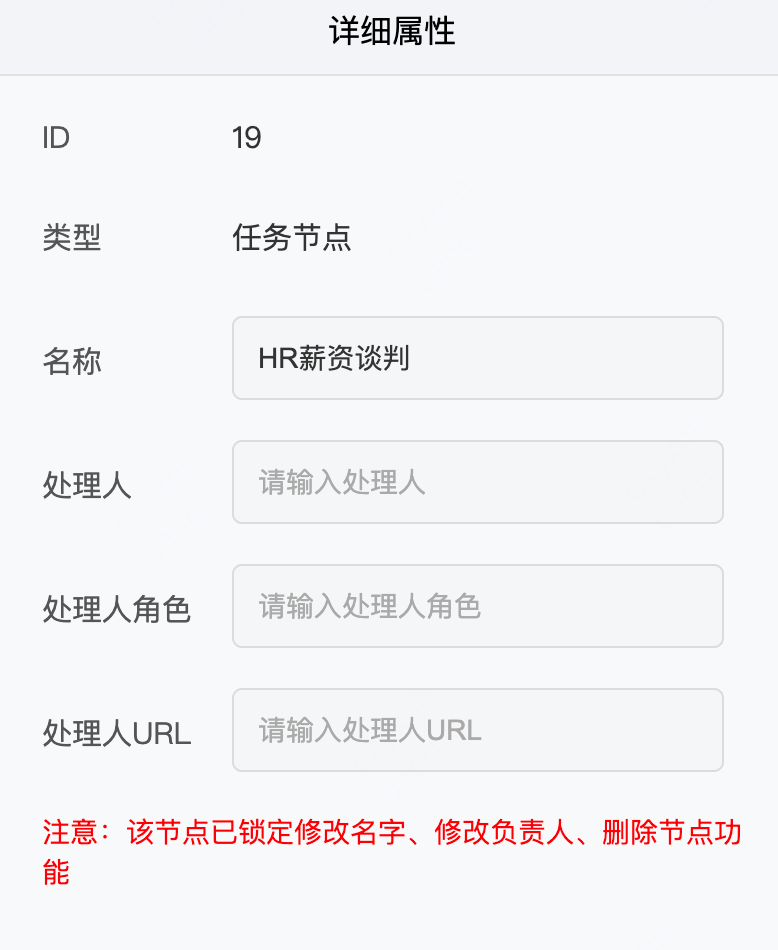 详细属性
ID 19
类型 任务节点
名称 HR薪资谈判
处理人 请输入处理人
处理人角色 请输入处理人角色
处理人URL 请输入处理人URL
注意：该节点已锁定修改名字、修改负责人、删除节点功
能